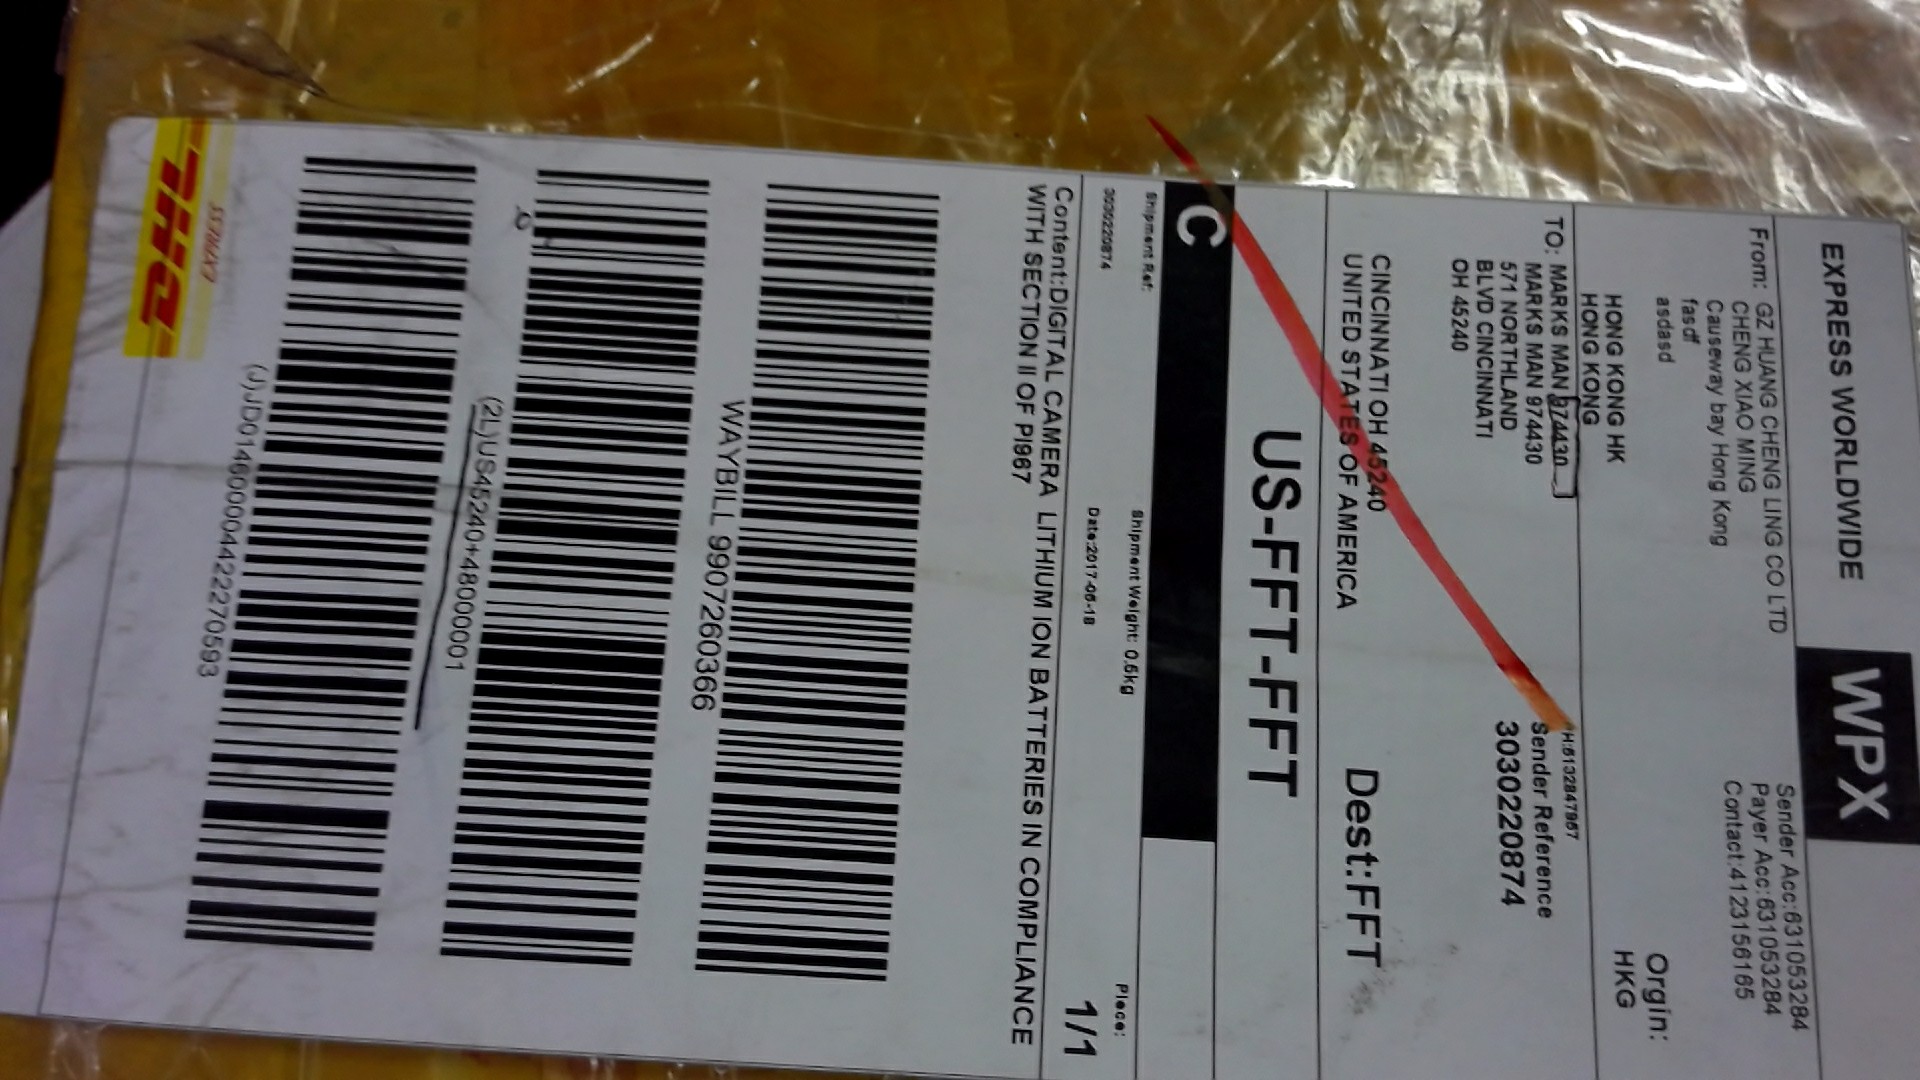 EXPRESS WORLDWIDE
WPX
From: GZ HUANG CHENG LING CO LTD
CHENG XIAO MING
Causeway bay Hong Kong
fasdf
asdasd
Sender Acc:631053284
Payer Acc:631053284
Contact:4123156165
HONG KONG HK
HONG KONG
Orgin:
HKG
TO: MARKS MAN 974430
MARKS MAN 974430
571 NORTHLAND
BLVD CINCINNATI
OH 45240
H:6132847967
Sender Reference
3030220874
CINCINNATI OH 45240
UNITED STATES OF AMERICA
Dest:FFT
US-FFT-FFT
C
Shipment Ref:
3030220874
Shipment Weight: 0.5kg
Date:2017-06-18
Piece:
1/1
Content:DIGITAL CAMERA LITHIUM ION BATTERIES IN COMPLIANCE
WITH SECTION II OF PI967
WAYBILL 9907260366
(2L)US45240+48000001
(J)JD014600004422270593
EXPRESS
DHL